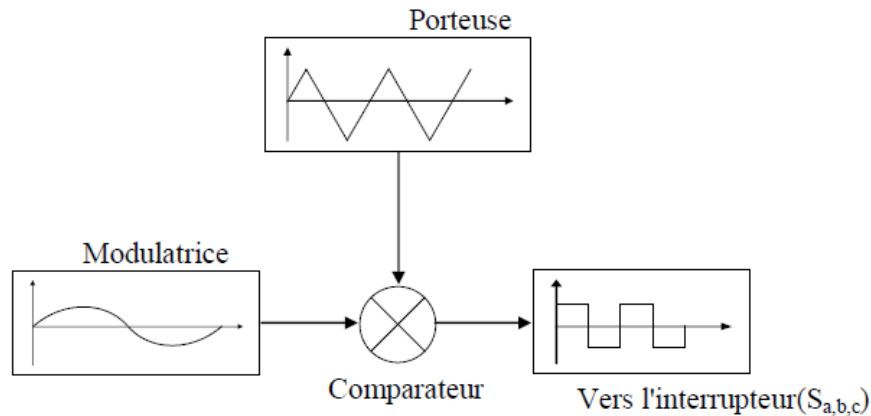 Porteuse
Modulatrice
Comparateur
Vers l'interrupteur(Sa,b,c)